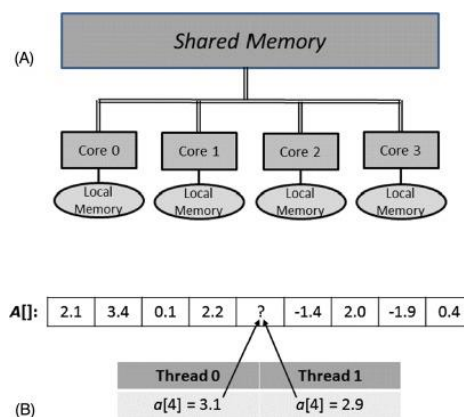 Shared Memory
(A)
Core 0 Core 1 Core 2 Core 3
Local Memory Local Memory Local Memory Local Memory
A[]: 2.1 3.4 0.1 2.2 ? -1.4 2.0 -1.9 0.4
Thread 0 Thread 1
(B) a[4] = 3.1 a[4] = 2.9